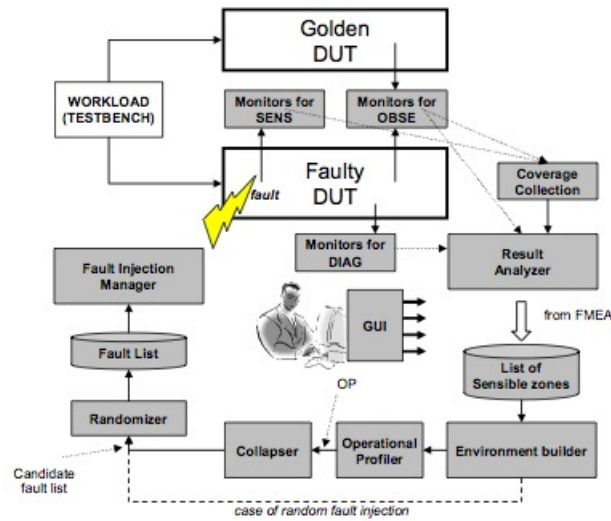 Golden
DUT
WORKLOAD
(TESTBENCH)
Monitors for
SENS
Monitors for
OBSE
fault
Faulty
DUT
Coverage
Collection
Monitors for
DIAG
Result
Analyzer
Fault Injection
Manager
GUI
from FMEA
Fault List
List of
Sensible zones
OP
Randomizer
Collapser
Operational
Profiler
Environment builder
Candidate
fault list
case of random fault injection